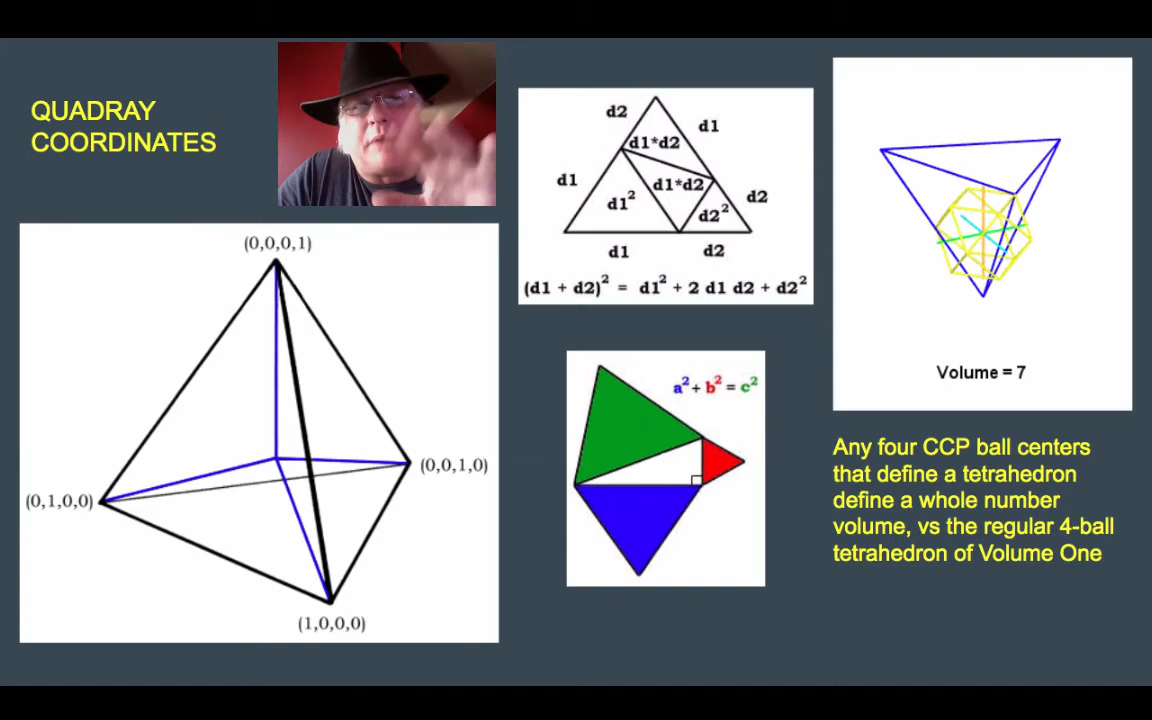 QUADRAY
COORDINATES
(0,0,0,1)
(0,1,0,0)
(0,0,1,0)
(1,0,0,0)
d2
d1
d1*d2
d1
d1*d2
d2
d1²
d2²
d1
d2
(d1 + d2)² = d1² + 2 d1 d2 + d2²
a² + b² = c²
Volume = 7
Any four CCP ball centers
that define a tetrahedron
define a whole number
volume, vs the regular 4-ball
tetrahedron of Volume One